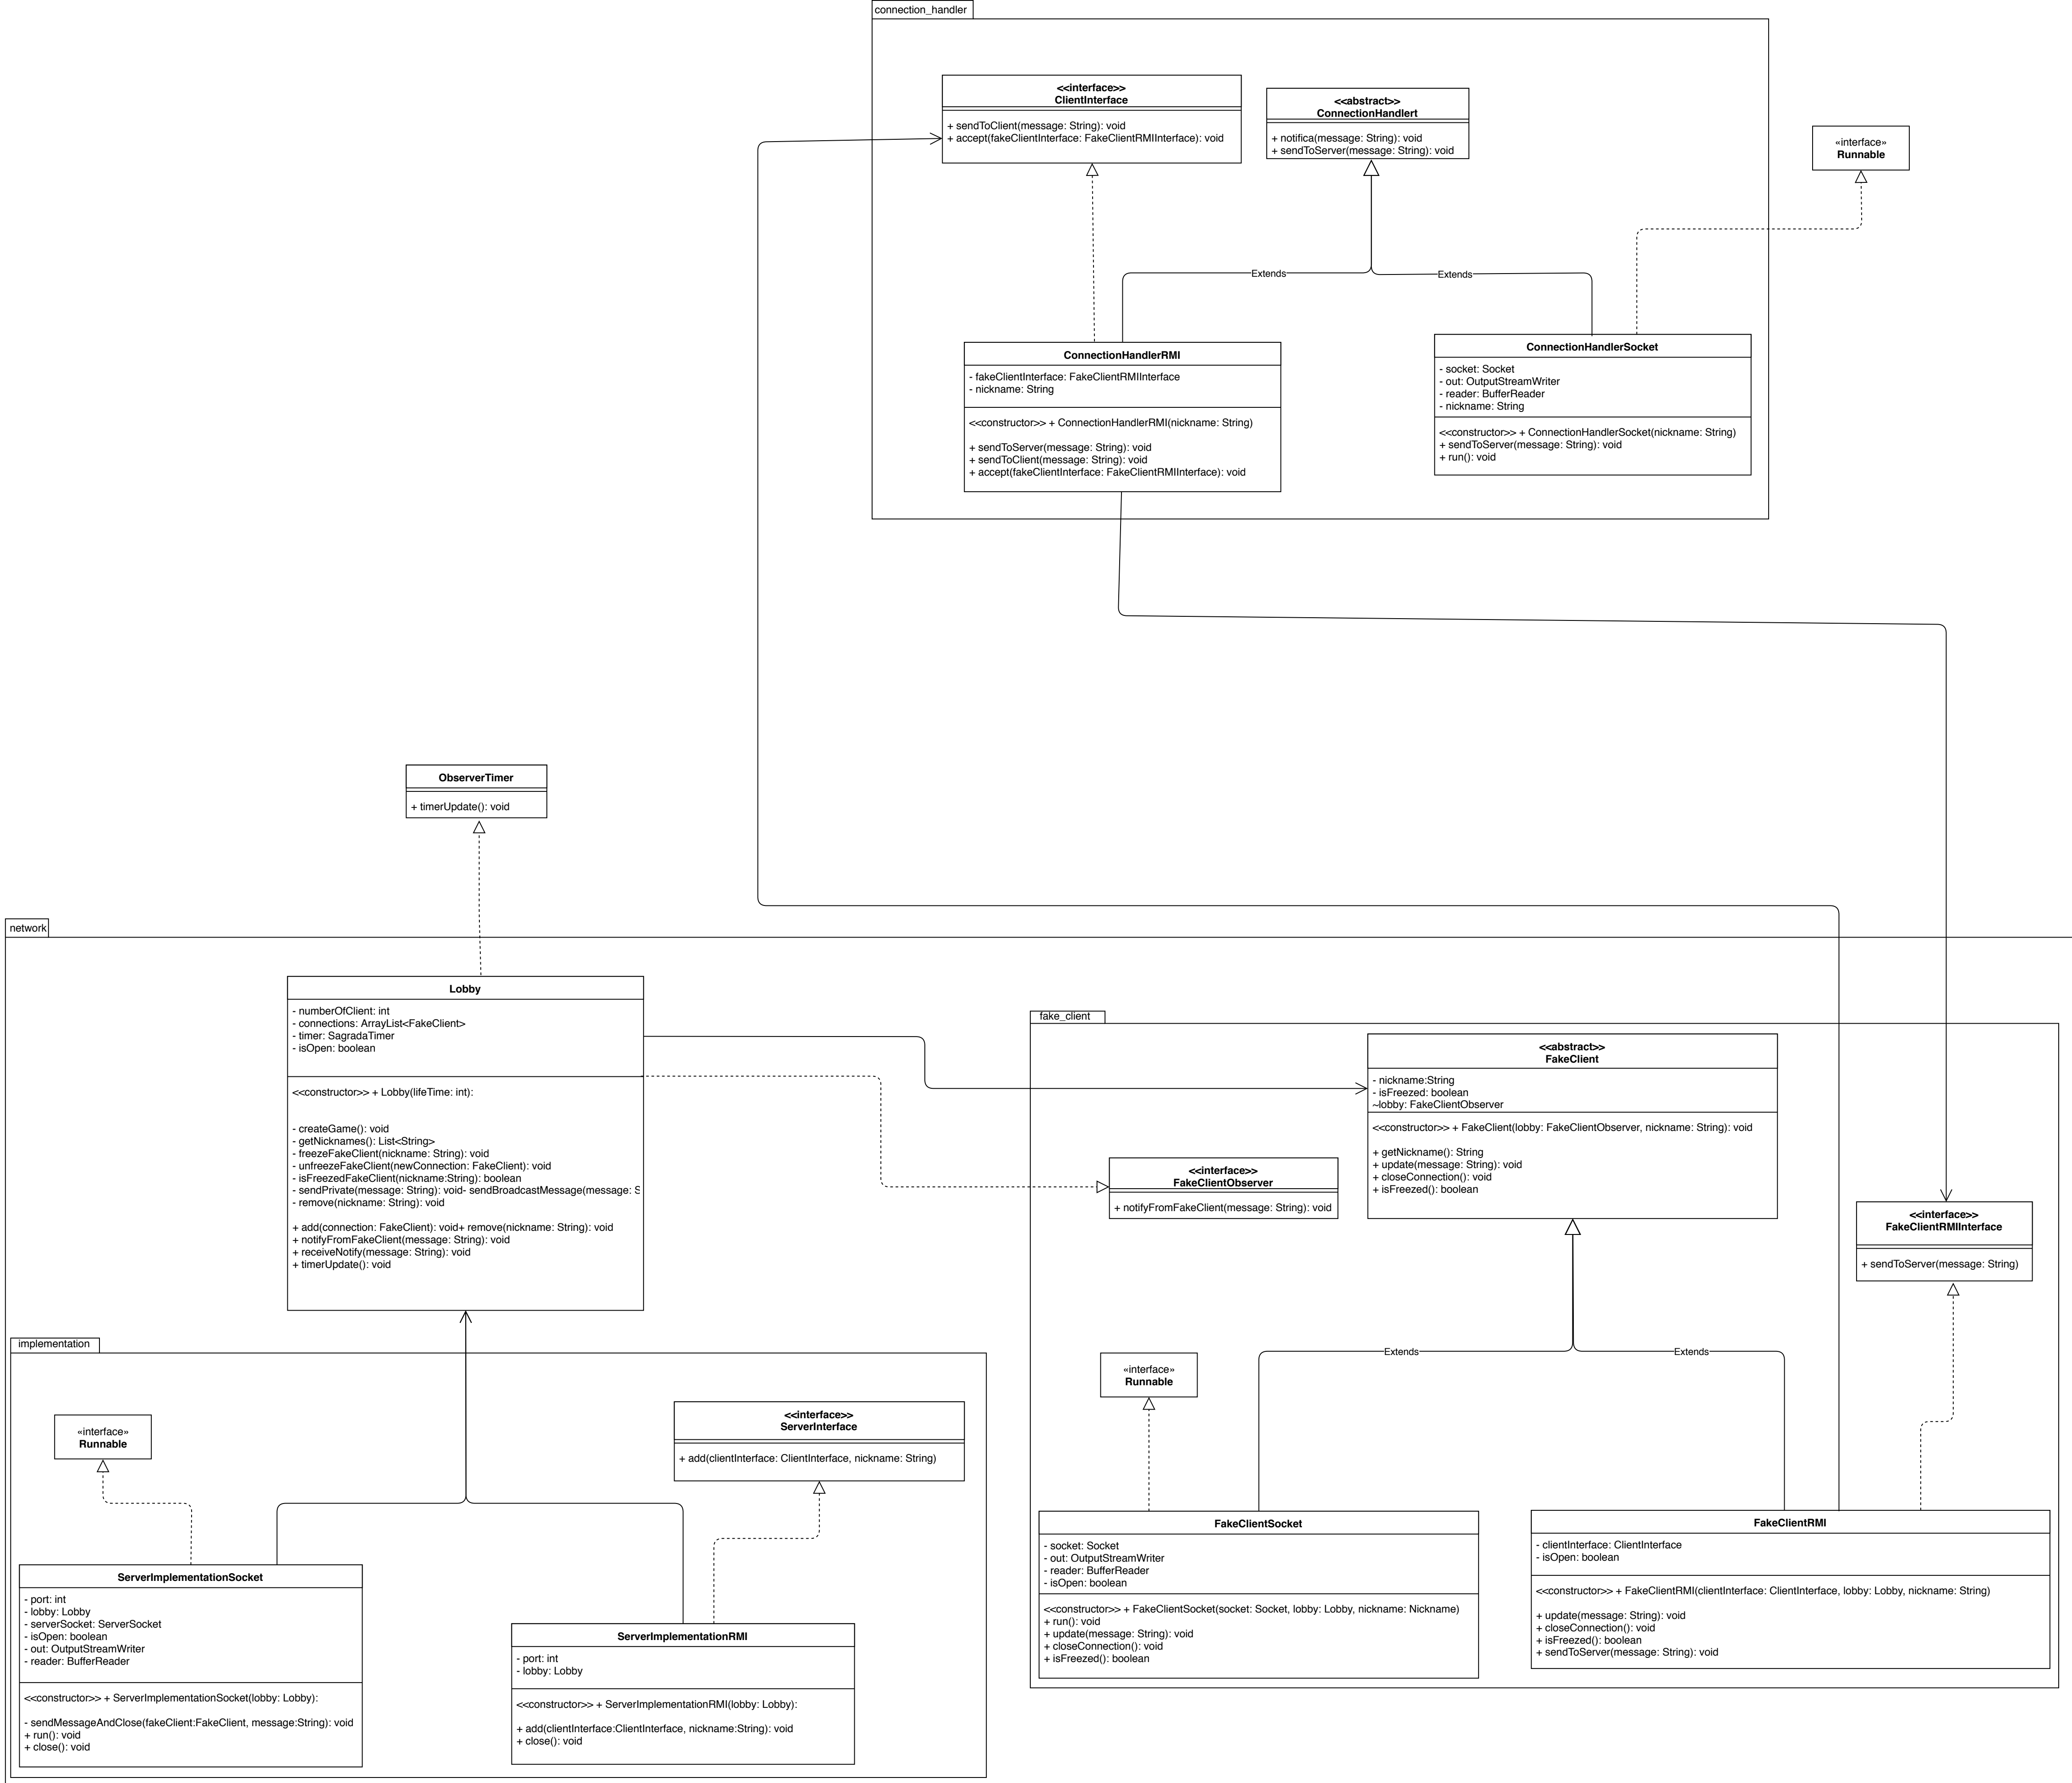 connection_handler
<<interface>>
ClientInterface
+ sendToClient(message: String): void
+ accept(fakeClientInterface: FakeClientRMIInterface): void
<<abstract>>
ConnectionHandlert
+ notifica(message: String): void
+ sendToServer(message: String): void
«interface»
Runnable
Extends
Extends
ConnectionHandlerRMI
- fakeClientInterface: FakeClientRMIInterface
- nickname: String
<<constructor>> + ConnectionHandlerRMI(nickname: String)
+ sendToServer(message: String): void
+ sendToClient(message: String): void
+ accept(fakeClientInterface: FakeClientRMIInterface): void
ConnectionHandlerSocket
- socket: Socket
- out: OutputStreamWriter
- reader: BufferReader
- nickname: String
<<constructor>> + ConnectionHandlerSocket(nickname: String)
+ sendToServer(message: String): void
+ run(): void
ObserverTimer
+ timerUpdate(): void
network
Lobby
- numberOfClient: int
- connections: ArrayList<FakeClient>
- timer: SagradaTimer
- isOpen: boolean
<<constructor>> + Lobby(lifeTime: int):
- createGame(): void
- getNicknames(): List<String>
- freezeFakeClient(nickname: String): void
- unfreezeFakeClient(newConnection: FakeClient): void
- isFreezedFakeClient(nickname:String): boolean
- sendPrivate(message: String): void- sendBroadcastMessage(message: S
- remove(nickname: String): void
+ add(connection: FakeClient): void+ remove(nickname: String): void
+ notifyFromFakeClient(message: String): void
+ receiveNotify(message: String): void
+ timerUpdate(): void
fake_client
<<abstract>>
FakeClient
- nickname:String
- isFreezed: boolean
~lobby: FakeClientObserver
<<constructor>> + FakeClient(lobby: FakeClientObserver, nickname: String): void
+ getNickname(): String
+ update(message: String): void
+ closeConnection(): void
+ isFreezed(): boolean
<<interface>>
FakeClientObserver
+ notifyFromFakeClient(message: String): void
<<interface>>
FakeClientRMIInterface
+ sendToServer(message: String)
Extends
Extends
«interface»
Runnable
FakeClientSocket
- socket: Socket
- out: OutputStreamWriter
- reader: BufferReader
- isOpen: boolean
<<constructor>> + FakeClientSocket(socket: Socket, lobby: Lobby, nickname: Nickname)
+ run(): void
+ update(message: String): void
+ closeConnection(): void
+ isFreezed(): boolean
FakeClientRMI
- clientInterface: ClientInterface
- isOpen: boolean
<<constructor>> + FakeClientRMI(clientInterface: ClientInterface, lobby: Lobby, nickname: String)
+ update(message: String): void
+ closeConnection(): void
+ isFreezed(): boolean
+ sendToServer(message: String): void
implementation
«interface»
Runnable
<<interface>>
ServerInterface
+ add(clientInterface: ClientInterface, nickname: String)
ServerImplementationSocket
- port: int
- lobby: Lobby
- serverSocket: ServerSocket
- isOpen: boolean
- out: OutputStreamWriter
- reader: BufferReader
<<constructor>> + ServerImplementationSocket(lobby: Lobby):
- sendMessageAndClose(fakeClient:FakeClient, message:String): void
+ run(): void
+ close(): void
ServerImplementationRMI
- port: int
- lobby: Lobby
<<constructor>> + ServerImplementationRMI(lobby: Lobby):
+ add(clientInterface:ClientInterface, nickname:String): void
+ close(): void